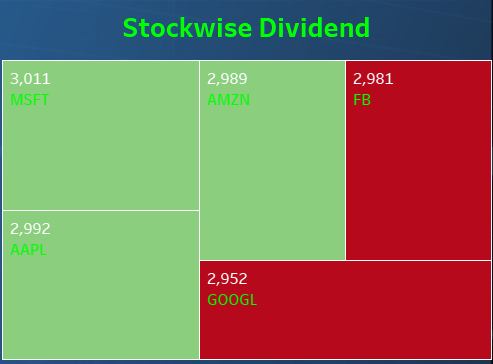 Stockwise Dividend
3,011
MSFT
2,989
AMZN
2,981
FB
2,992
AAPL
2,952
GOOGL